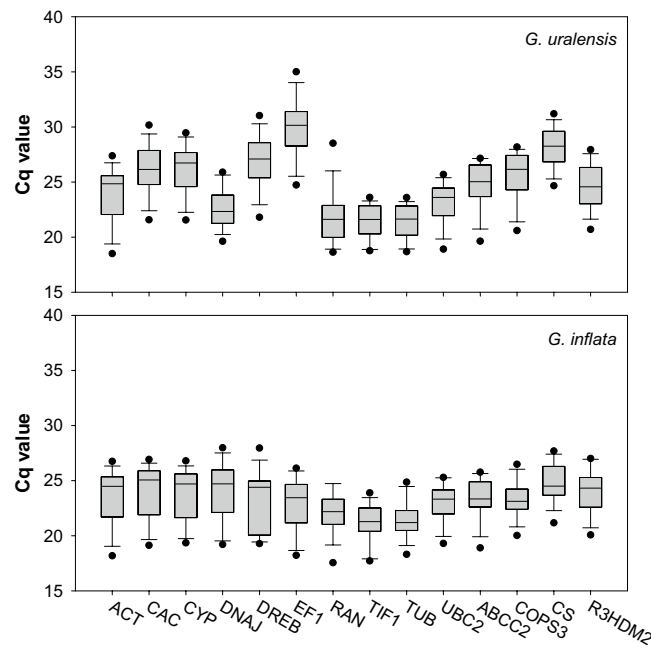 40
G. uralensis
35
Cq value
30
25
20
15
40
G. inflata
35
Cq value
30
25
20
15
ACT CAC CYP DNAJ DREB EF1 RAN TIF1 TUB UBC2 ABCC2 COPS3 CS R3HDM2